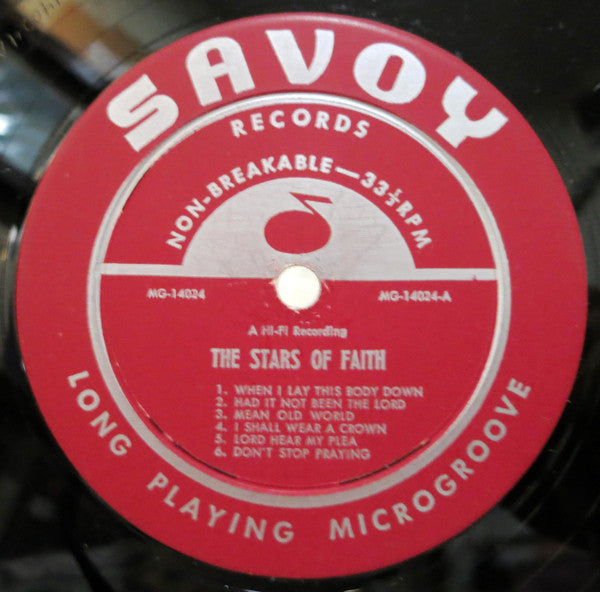 SAVOY
RECORDS
NON-BREAKABLE—33⅓RPM
MG-14024 MG-14024-A
A Hi-Fi Recording
THE STARS OF FAITH
1. WHEN I LAY THIS BODY DOWN
2. HAD IT NOT BEEN THE LORD
3. MEAN OLD WORLD
4. I SHALL WEAR A CROWN
5. LORD HEAR MY PLEA
6. DON'T STOP PRAYING
LONG PLAYING MICROGROOVE